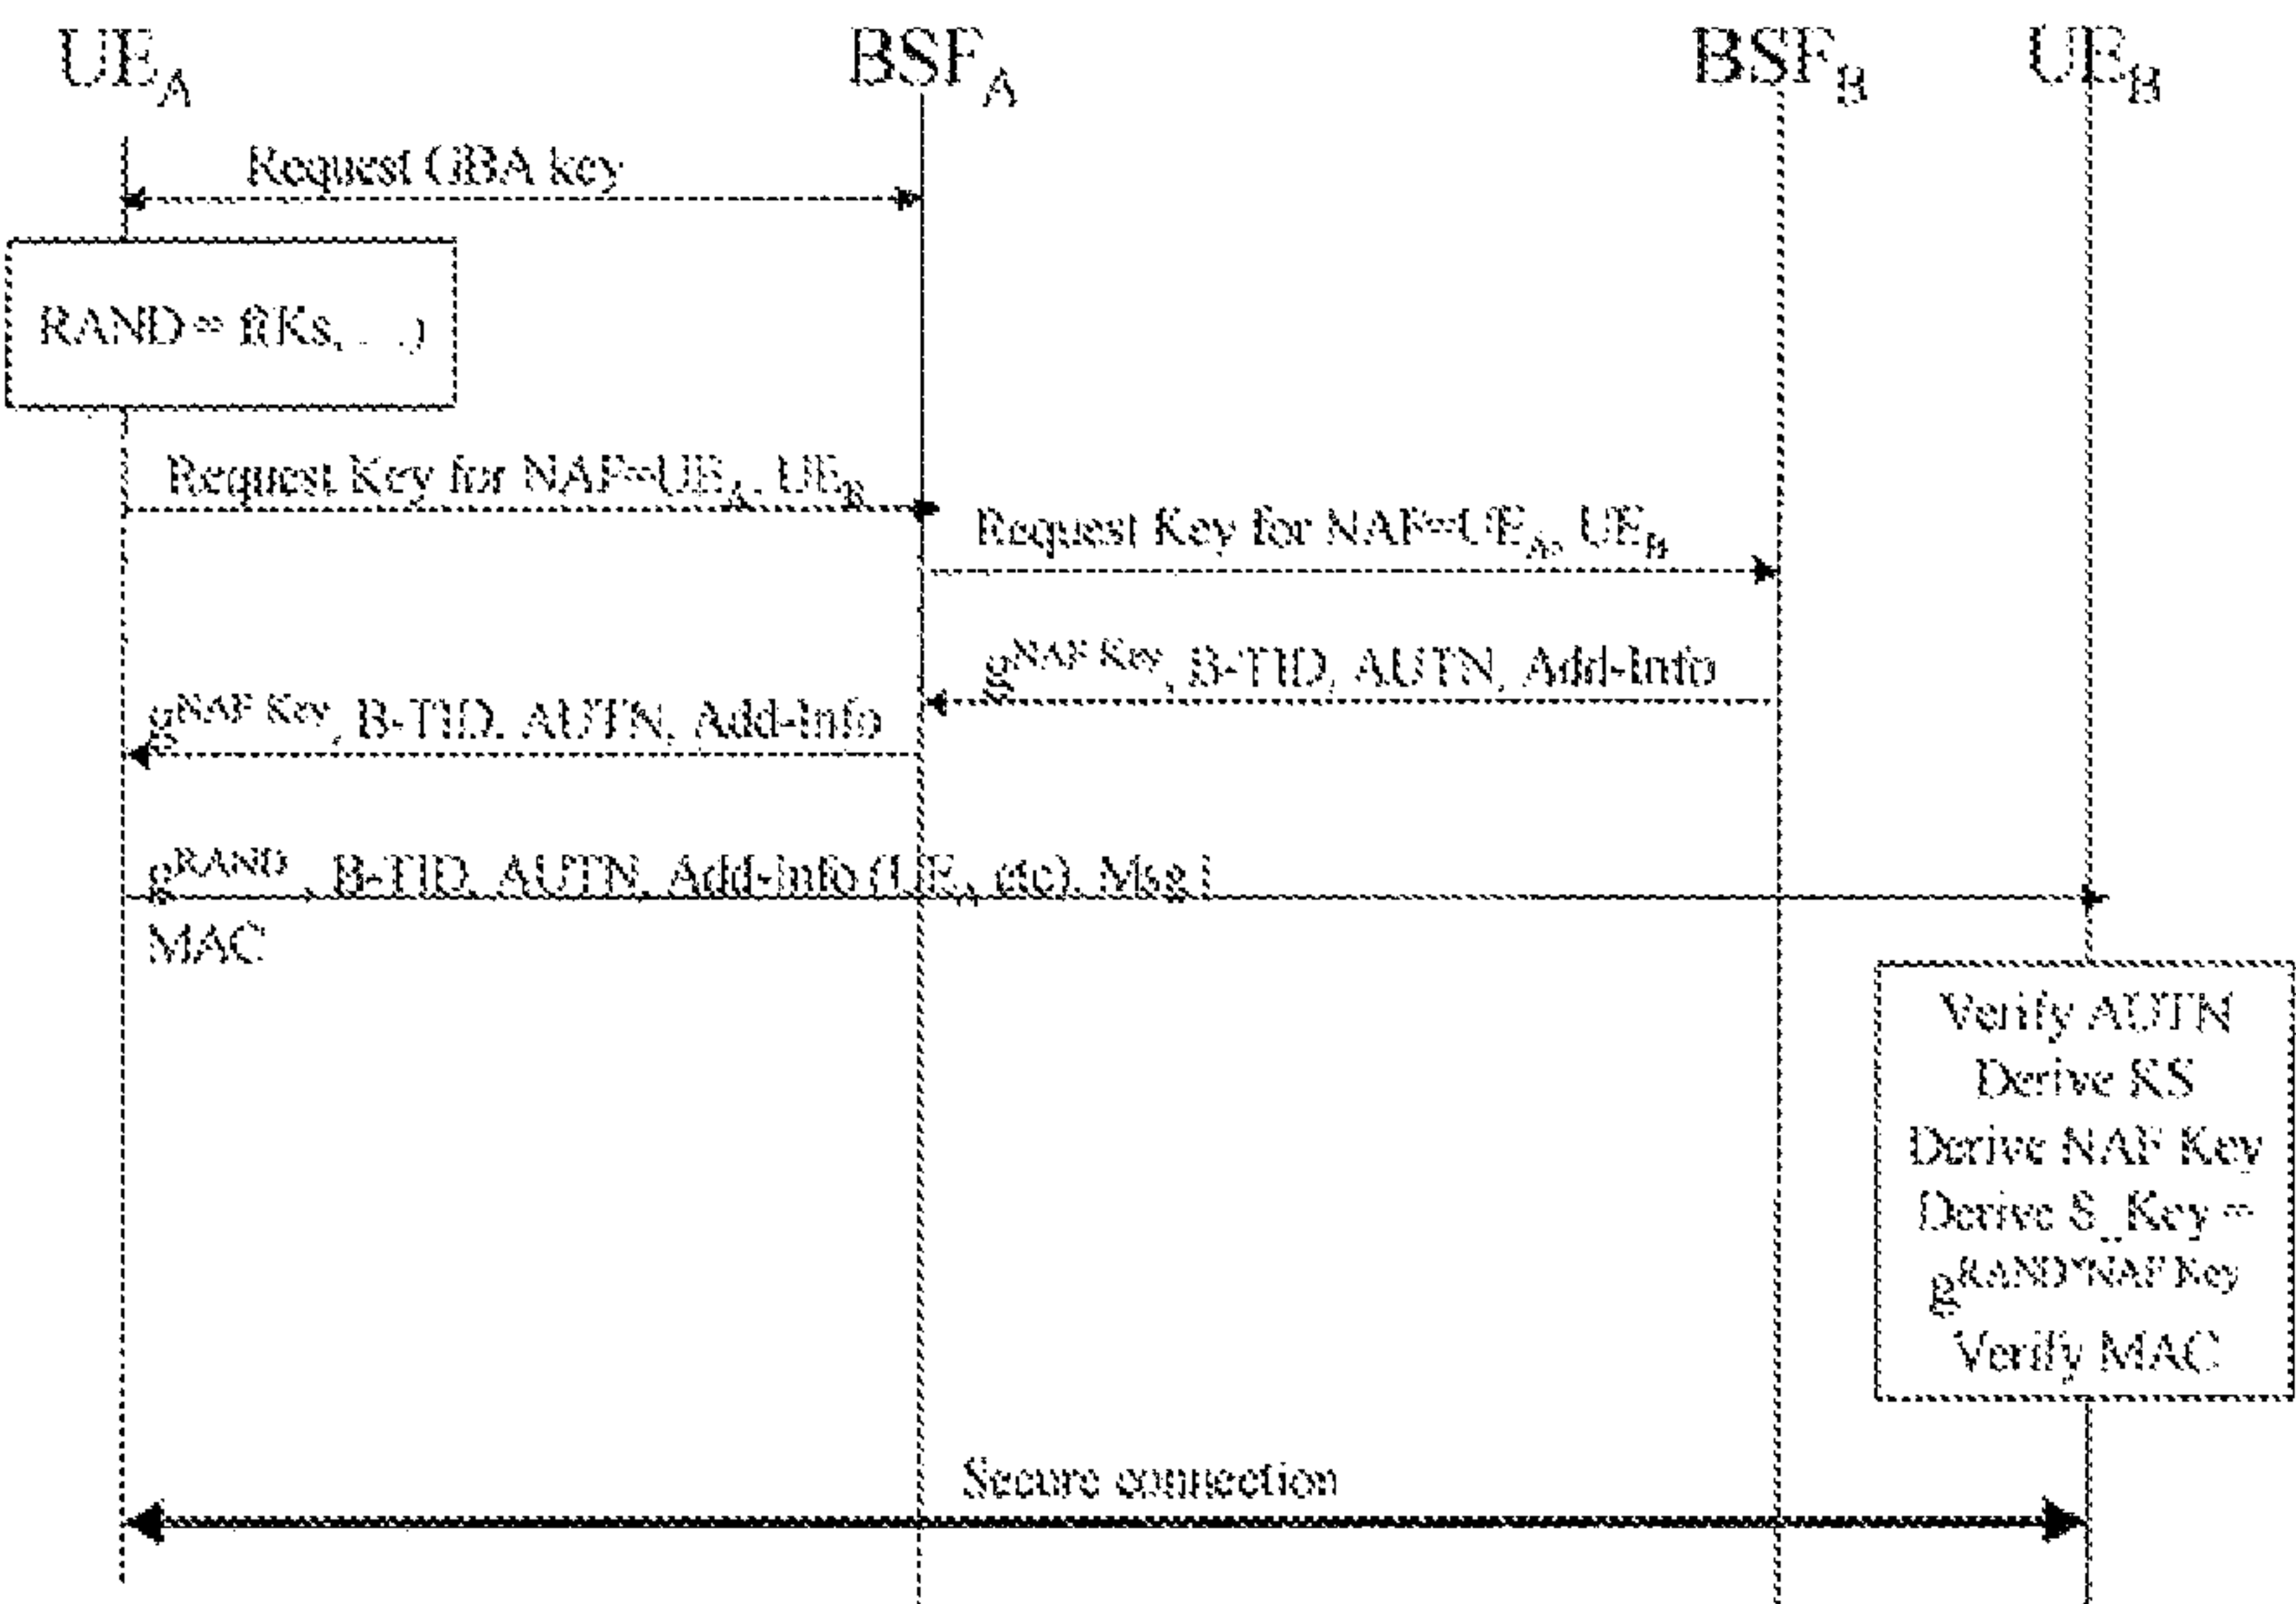 UE_A BSF_A BSF_B UE_B
Request GBA key
RAND = f(Ks, ...)
Request Key for NAF=UE_A, UE_B
Request Key for NAF=UE_A, UE_B
g^NAF Key, B-TID, AUTN, Add-Info
g^NAF Key, B-TID, AUTN, Add-Info
g^RAND, B-TID, AUTN, Add-Info (UE_A etc), Msg
MAC
Verify AUTN
Derive KS
Derive NAF Key
Derive S_Key =
g^RAND*NAF Key
Verify MAC
Secure connection